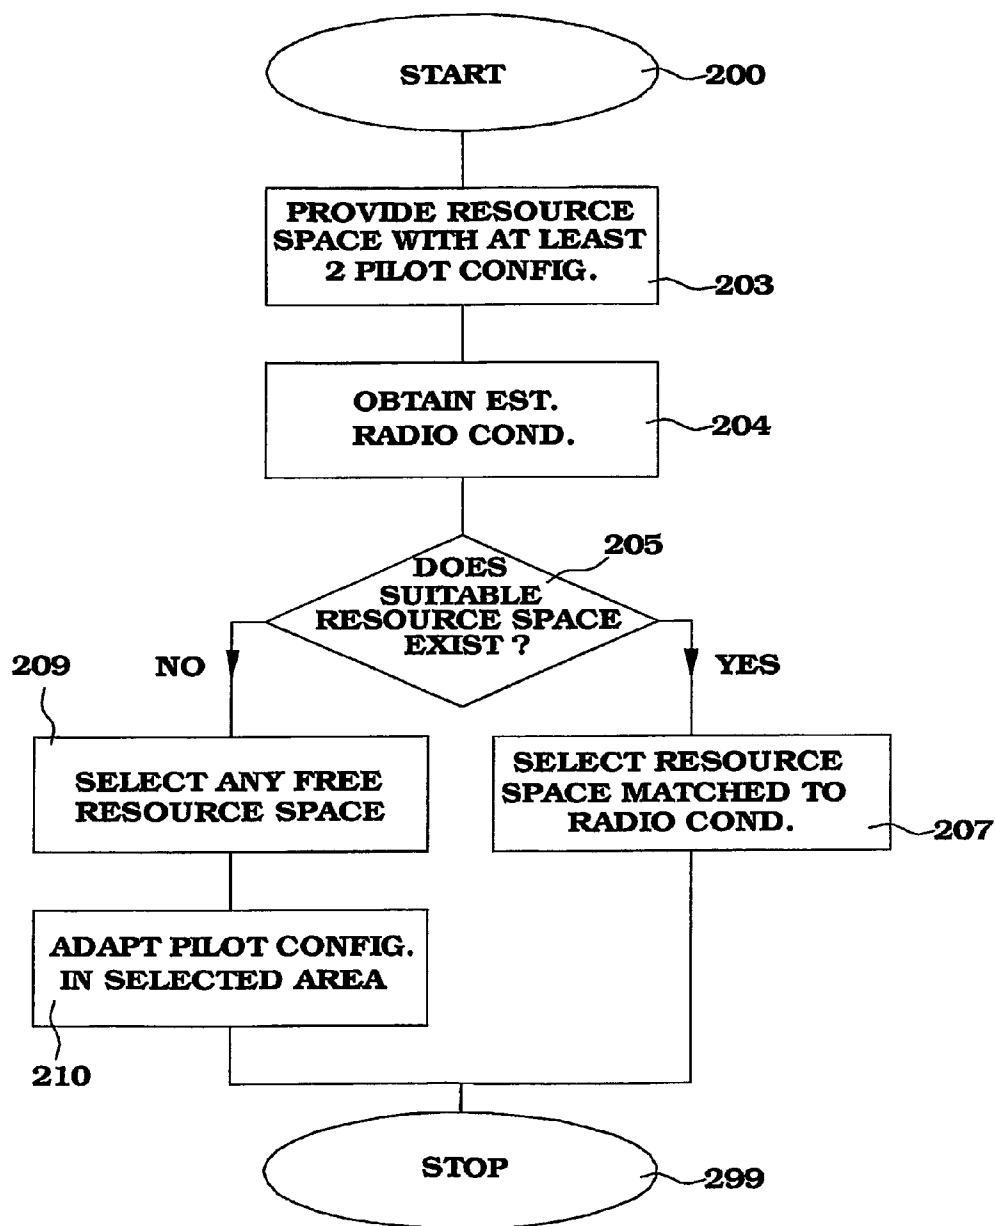 START
200
PROVIDE RESOURCE
SPACE WITH AT LEAST
2 PILOT CONFIG.
203
OBTAIN EST.
RADIO COND.
204
205
DOES
SUITABLE
RESOURCE SPACE
EXIST ?
NO
YES
209
SELECT ANY FREE
RESOURCE SPACE
SELECT RESOURCE
SPACE MATCHED TO
RADIO COND.
207
ADAPT PILOT CONFIG.
IN SELECTED AREA
210
STOP
299